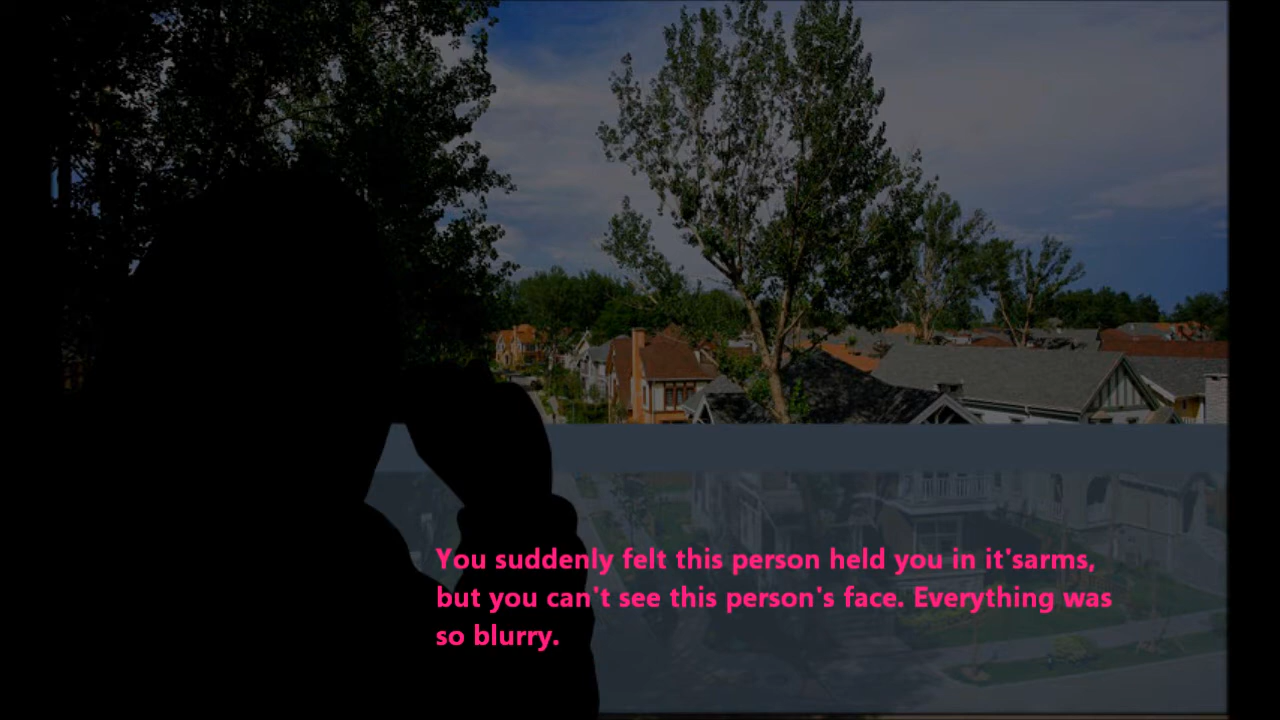 You suddenly felt this person held you in it'sarms,
but you can't see this person's face. Everything was
so blurry.